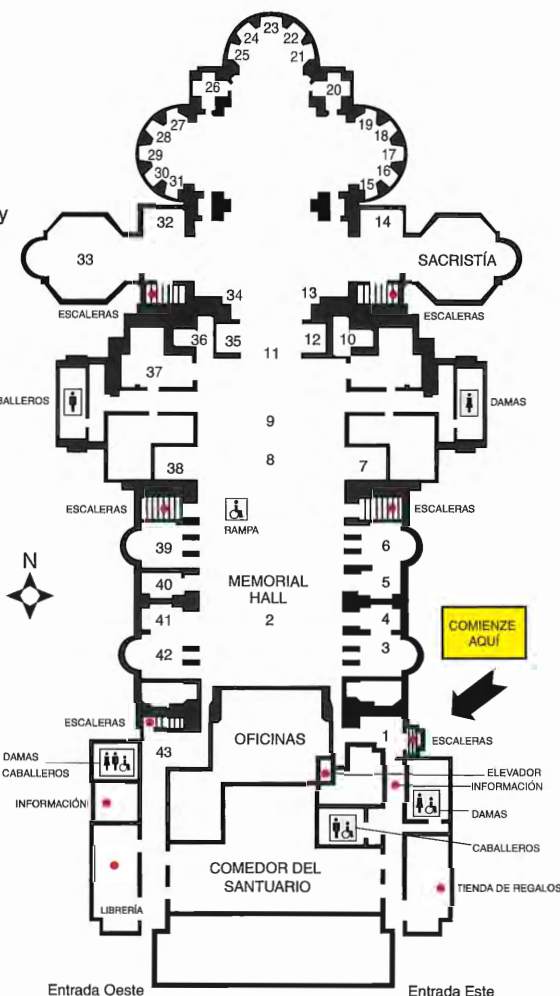 23
24 22
25 21
26 20
27 19
28 18
29 17
30 16
31 15
y
32 14
33 SACRISTÍA
34 13
ESCALERAS ESCALERAS
36 35 12 10
11
37
BALLEROS DAMAS
9
8
38 7
ESCALERAS ESCALERAS
RAMPA
39 6
N
40 5
MEMORIAL
HALL
2
41 4
42 3
COMIENZE
AQUÍ
ESCALERAS
43
OFICINAS
1
ESCALERAS
DAMAS
CABALLEROS
ELEVADOR
INFORMACIÓN
INFORMACIÓN
DAMAS
CABALLEROS
COMEDOR DEL
SANTUARIO
LIBRERÍA
TIENDA DE REGALOS
Entrada Oeste Entrada Este